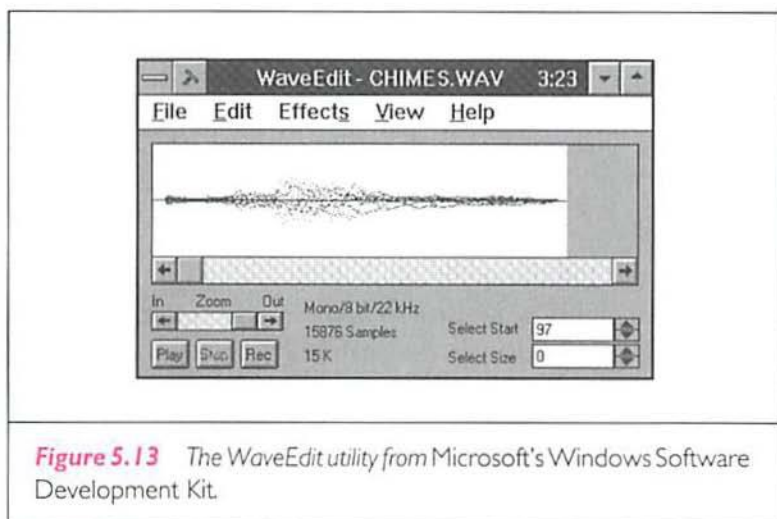 WaveEdit - CHIMES.WAV 3:23
File Edit Effects View Help
In Zoom Out
Mono/8 bit/22 kHz
15876 Samples
15 K
Select Start 97
Select Size 0
Play Stop Rec
Figure 5.13 The WaveEdit utility from Microsoft's Windows Software
Development Kit.